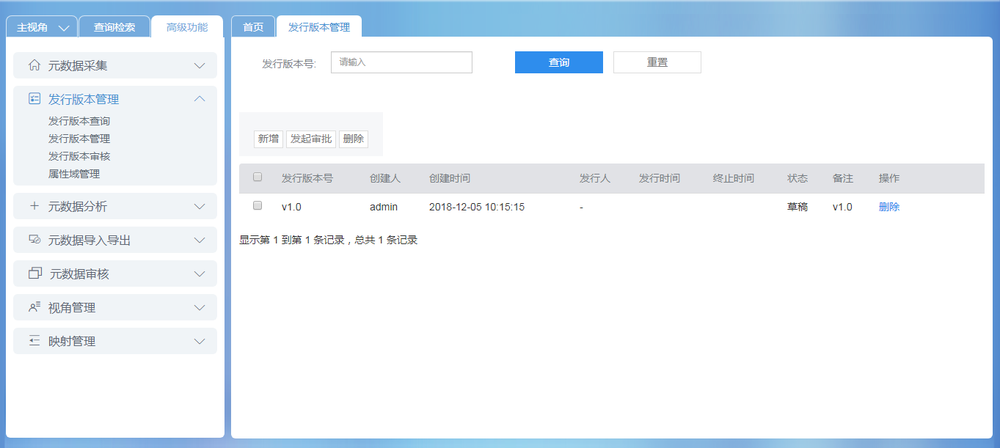 主视角 查询检索 高级功能 首页 发行版本管理
元数据采集
发行版本管理
发行版本查询
发行版本管理
发行版本审核
属性域管理
元数据分析
元数据导入导出
元数据审核
视角管理
映射管理
发行版本号: 请输入 查询 重置
新增 发起审批 删除
发行版本号 创建人 创建时间 发行人 发行时间 终止时间 状态 备注 操作
v1.0 admin 2018-12-05 10:15:15 - 草稿 v1.0 删除
显示第 1 到第 1 条记录，总共 1 条记录